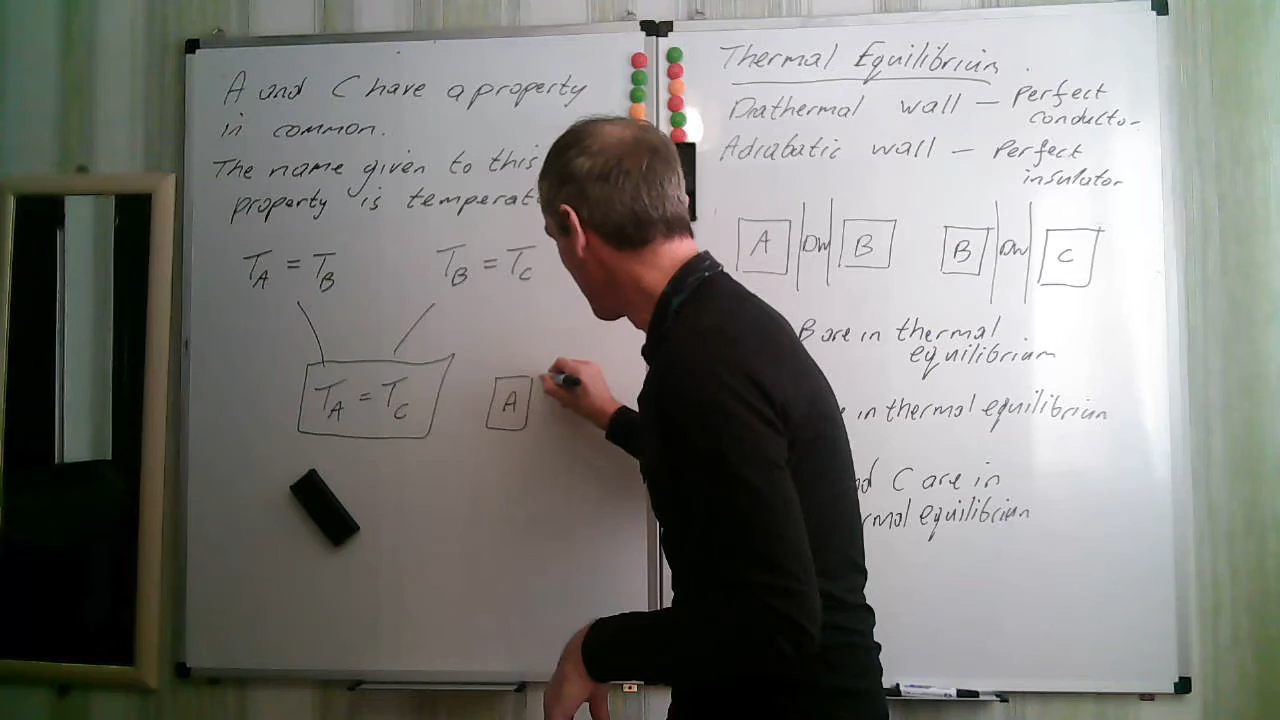 A and C have a property
in common.
The name given to this
property is temperat
T_A = T_B
T_B = T_C
T_A = T_C
A
Thermal Equilibrium
Diathermal wall – Perfect
conductor
Adiabatic wall – Perfect
insulator
A DW B
B DW C
B are in thermal
equilibrium
in thermal equilibrium
C are in
equilibrium